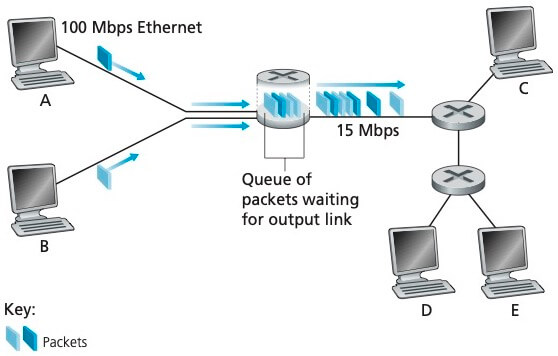 100 Mbps Ethernet
A
C
15 Mbps
Queue of
packets waiting
for output link
B
D
E
Key:
Packets